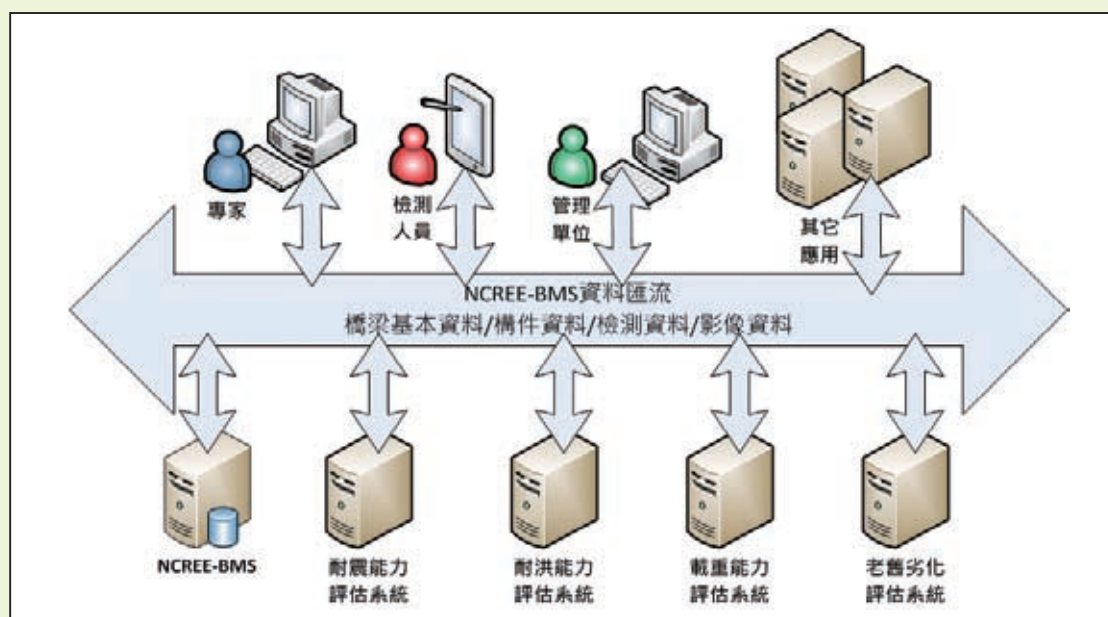 專家
檢測
人員
管理
單位
其它
應用
NCREE-BMS資料匯流
橋梁基本資料/構件資料/檢測資料/影像資料
NCREE-BMS
耐震能力
評估系統
耐洪能力
評估系統
載重能力
評估系統
老舊劣化
評估系統